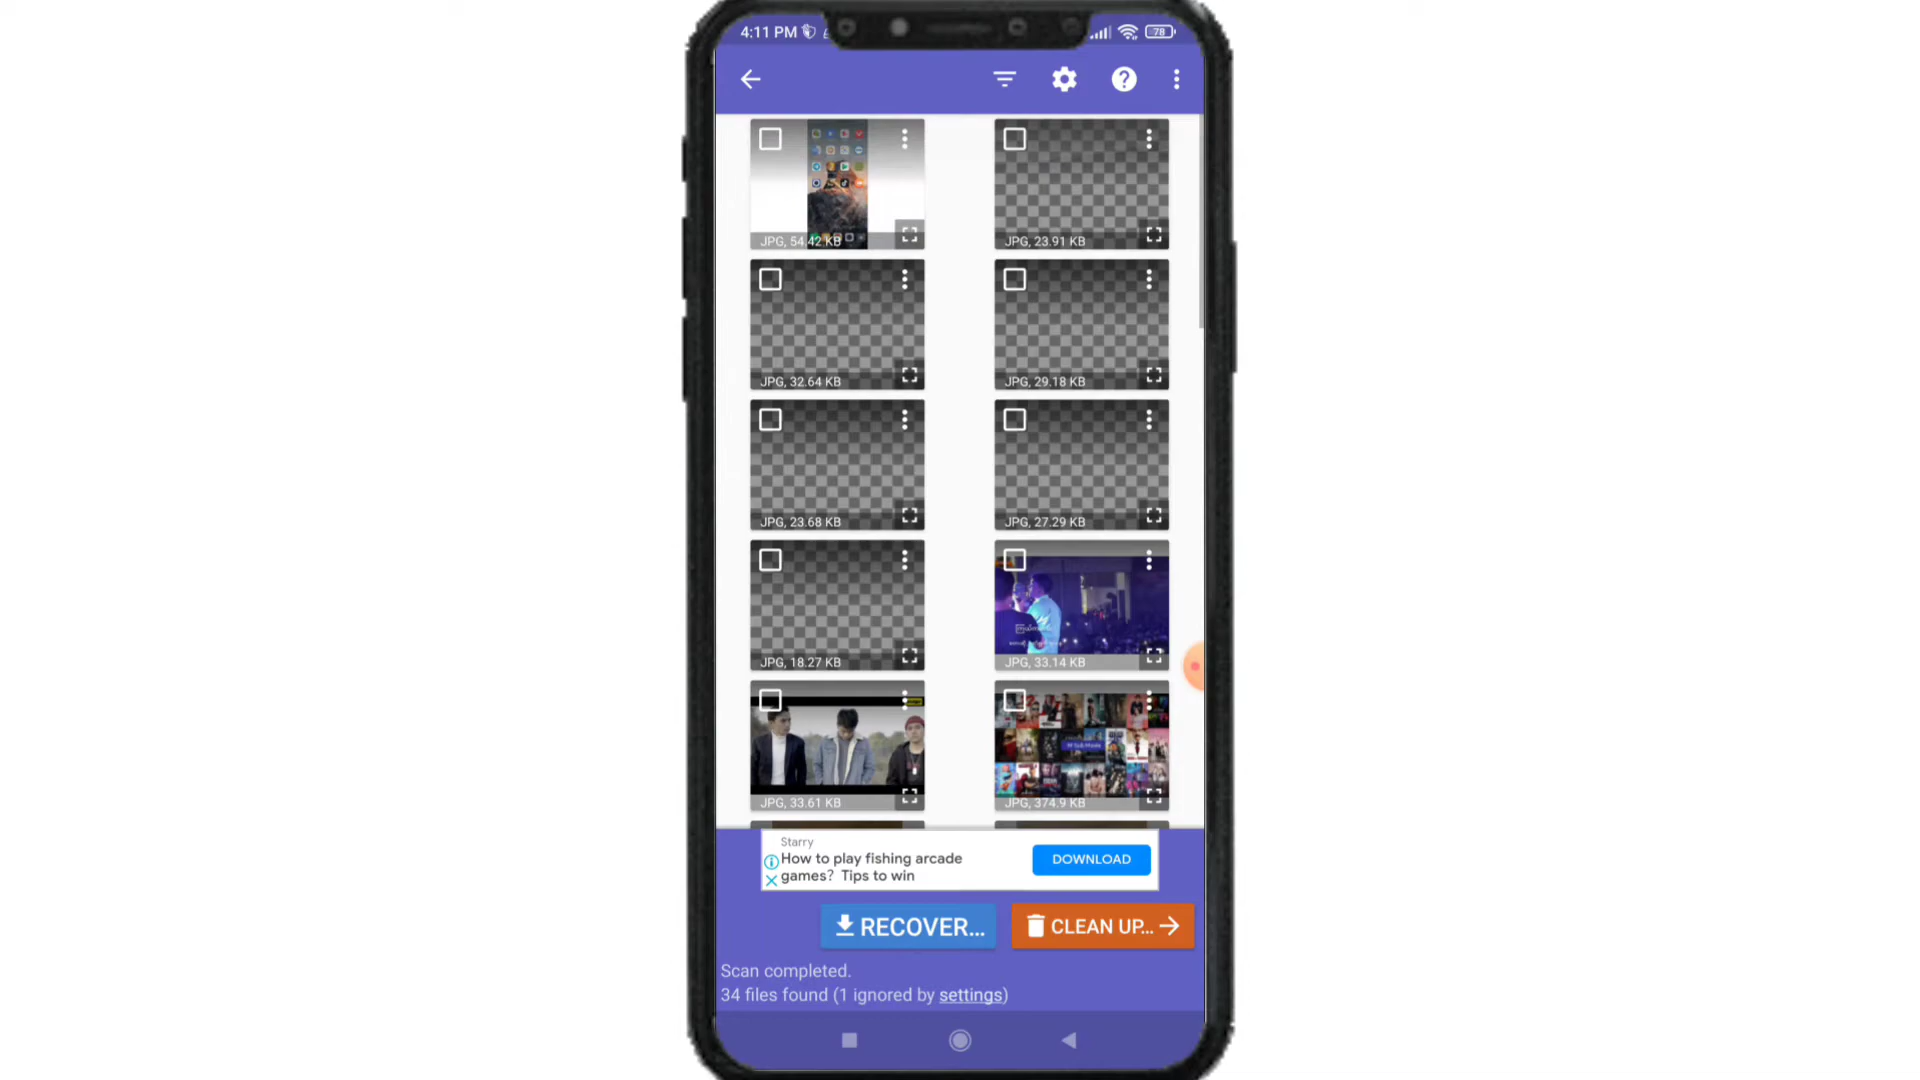 4:11 PM
78
JPG, 54.42 KB
JPG, 23.91 KB
JPG, 32.64 KB
JPG, 29.18 KB
JPG, 23.68 KB
JPG, 27.29 KB
JPG, 18.27 KB
JPG, 33.14 KB
JPG, 33.61 KB
JPG, 374.9 KB
Starry
How to play fishing arcade
games? Tips to win
DOWNLOAD
RECOVER...
CLEAN UP...
Scan completed.
34 files found (1 ignored by settings)